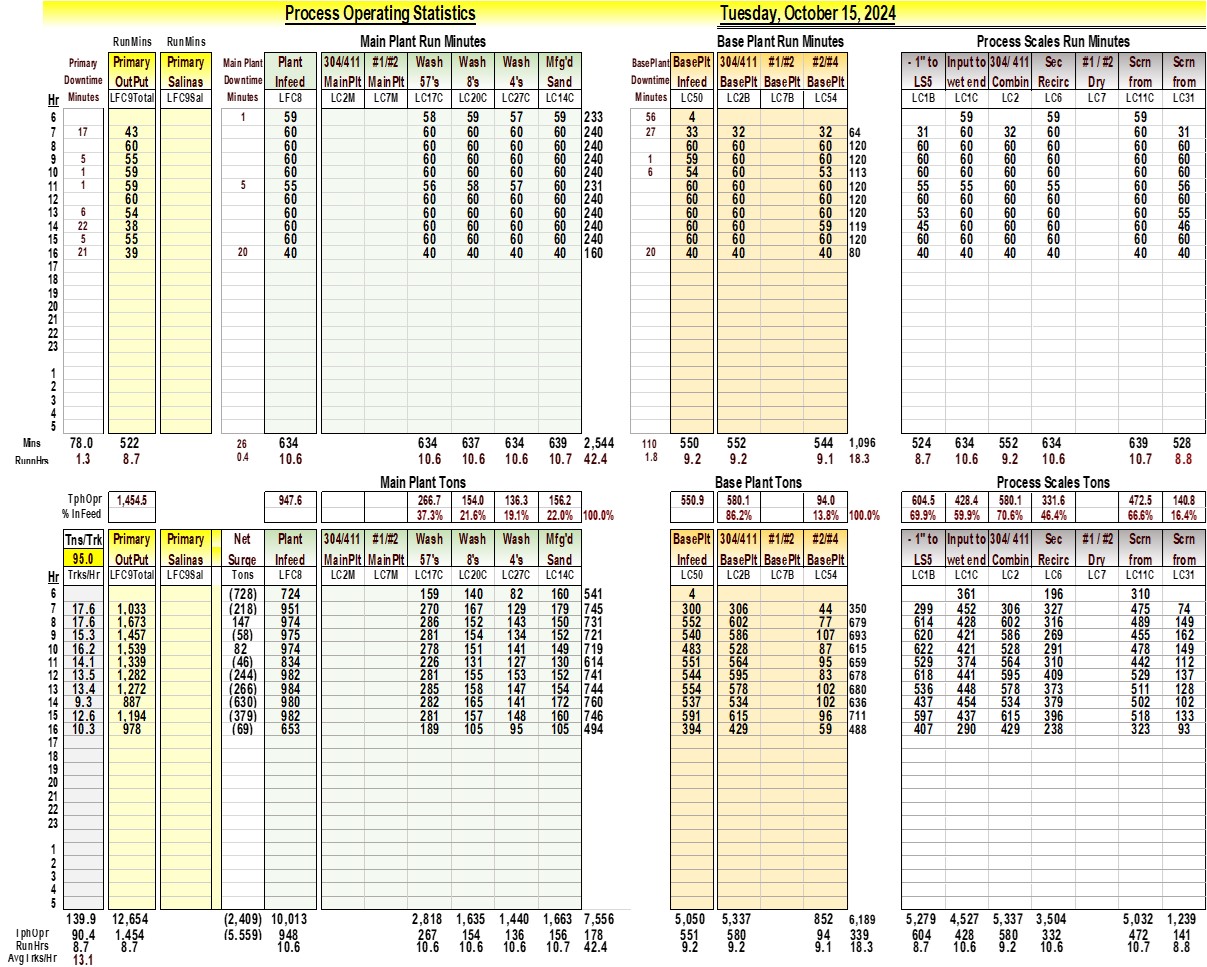 Process Operating Statistics Tuesday, October 15, 2024
RunMins RunMins Main Plant Run Minutes Base Plant Run Minutes Process Scales Run Minutes
Primary Primary Primary Main Plant Plant 304/411 #1/#2 Wash Wash Wash Mfg'd BasePlant BasePlt 304/411 #1/#2 #2/#4 - 1" to Input to 304/ 411 Sec #1 / #2 Scrn Scrn
Downtime OutPut Salinas Downtime Infeed MainPlt MainPlt 57's 8's 4's Sand Downtime Infeed BasePlt BasePlt BasePlt LS5 wet end Combin Recirc Dry from from
Hr Minutes LFC9Total LFC9Sal Minutes LFC8 LC2M LC7M LC17C LC20C LC27C LC14C Minutes LC50 LC2B LC7B LC54 LC1B LC1C LC2 LC6 LC7 LC11C LC31
6 1 59 58 59 57 59 233 56 4 59 59 59
7 17 43 60 60 60 60 60 240 27 33 32 32 64 31 60 32 60 60 31
8 60 60 60 60 60 60 240 60 60 60 120 60 60 60 60 60 60
9 5 55 60 60 60 60 60 240 1 59 60 60 120 60 60 60 60 60 60
10 1 59 60 60 60 60 60 240 6 54 60 53 113 60 60 60 60 60 60
11 1 59 5 55 56 58 57 60 231 60 60 60 120 55 55 60 55 60 56
12 60 60 60 60 60 60 240 60 60 60 120 60 60 60 60 60 60
13 6 54 60 60 60 60 60 240 60 60 60 120 53 60 60 60 60 55
14 22 38 60 60 60 60 60 240 60 60 59 119 45 60 60 60 60 46
15 5 55 60 60 60 60 60 240 60 60 60 120 60 60 60 60 60 60
16 21 39 20 40 40 40 40 40 160 20 40 40 40 80 40 40 40 40 40 40
17
18
19
20
21
22
23
1
2
3
4
5
Mins 78.0 522 26 634 634 637 634 639 2,544 110 550 552 544 1,096 524 634 552 634 639 528
RunnHrs 1.3 8.7 0.4 10.6 10.6 10.6 10.6 10.7 42.4 1.8 9.2 9.2 9.1 18.3 8.7 10.6 9.2 10.6 10.7 8.8
Main Plant Tons Base Plant Tons Process Scales Tons
TphOpr 1,454.5 947.6 266.7 154.0 136.3 156.2 550.9 580.1 94.0 604.5 428.4 580.1 331.6 472.5 140.8
% InFeed 37.3% 21.6% 19.1% 22.0% 100.0% 86.2% 13.8% 100.0% 69.9% 59.9% 70.6% 46.4% 66.6% 16.4%
Tns/Trk Primary Primary Net Plant 304/411 #1/#2 Wash Wash Wash Mfg'd BasePlt 304/411 #1/#2 #2/#4 - 1" to Input to 304/ 411 Sec #1 / #2 Scrn Scrn
95.0 OutPut Salinas Surge Infeed MainPlt MainPlt 57's 8's 4's Sand Infeed BasePlt BasePlt BasePlt LS5 wet end Combin Recirc Dry from from
Hr Trks/Hr LFC9Total LFC9Sal Tons LFC8 LC2M LC7M LC17C LC20C LC27C LC14C LC50 LC2B LC7B LC54 LC1B LC1C LC2 LC6 LC7 LC11C LC31
6 (728) 724 159 140 82 160 541 4 361 196 310
7 17.6 1,033 (218) 951 270 167 129 179 745 300 306 44 350 299 452 306 327 475 74
8 17.6 1,673 147 974 286 152 143 150 731 552 602 77 679 614 428 602 316 489 149
9 15.3 1,457 (58) 975 281 154 134 152 721 540 586 107 693 620 421 586 269 455 162
10 16.2 1,539 82 974 278 151 141 149 719 483 528 87 615 622 421 528 291 478 149
11 14.1 1,339 (46) 834 226 131 127 130 614 551 564 95 659 529 374 564 310 442 112
12 13.5 1,282 (244) 982 281 155 153 152 741 544 595 83 678 618 441 595 409 529 137
13 13.4 1,272 (266) 984 285 158 147 154 744 554 578 102 680 536 448 578 373 511 128
14 9.3 887 (630) 980 282 165 141 172 760 537 534 102 636 437 454 534 379 502 102
15 12.6 1,194 (379) 982 281 157 148 160 746 591 615 96 711 597 437 615 396 518 133
16 10.3 978 (69) 653 189 105 95 105 494 394 429 59 488 407 290 429 238 323 93
17
18
19
20
21
22
23
1
2
3
4
5
139.9 12,654 (2,409) 10,013 2,818 1,635 1,440 1,663 7,556 5,050 5,337 852 6,189 5,279 4,527 5,337 3,504 5,032 1,239
TphOpr 90.4 1,454 (5,559) 948 267 154 136 156 178 551 580 94 339 604 428 580 332 472 141
RunHrs 8.7 8.7 10.6 10.6 10.6 10.6 10.7 42.4 9.2 9.2 9.1 18.3 8.7 10.6 9.2 10.6 10.7 8.8
AvgTrks/Hr 13.1